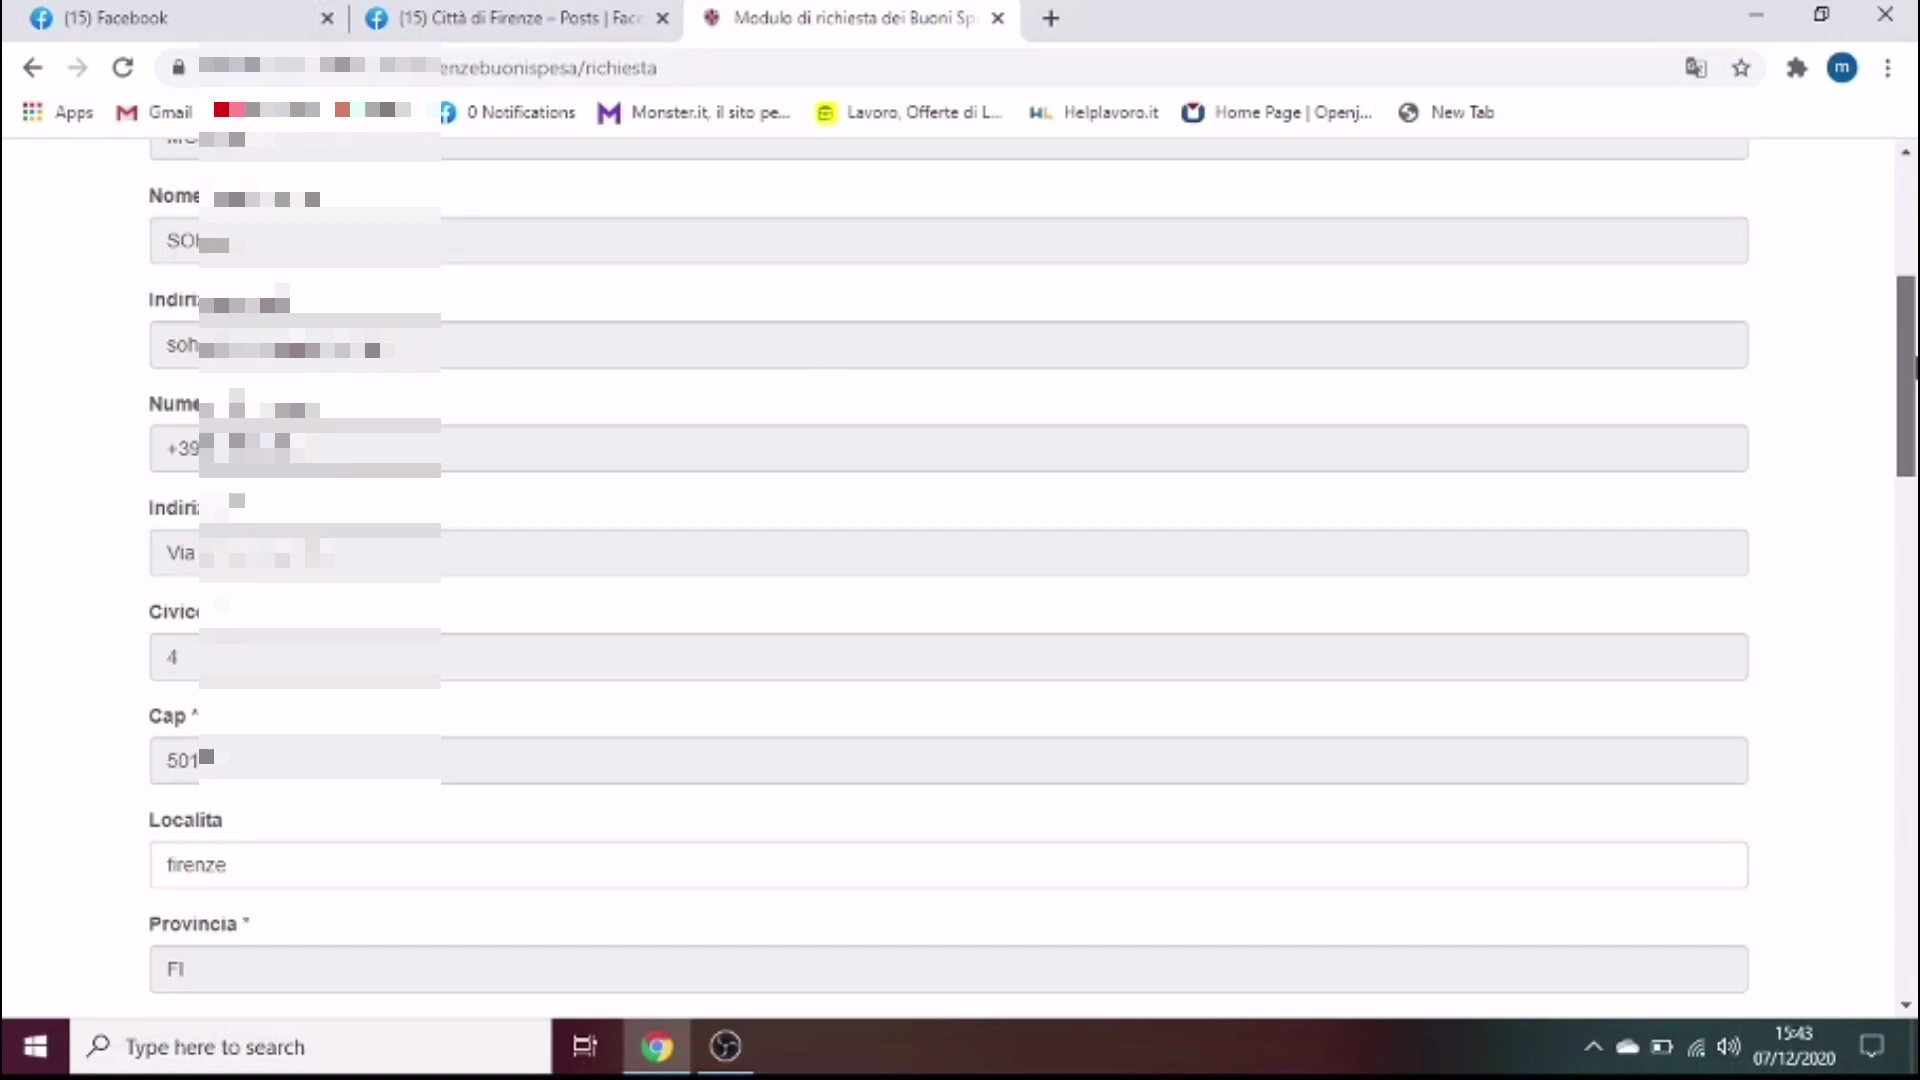 (15) Facebook
(15) Città di Firenze – Posts | Fac
Modulo di richiesta dei Buoni Sp
enzebuonispesa/richiesta
m
Apps
Gmail
0 Notifications
Monster.it, il sito pe...
Lavoro, Offerte di L...
HL
Helplavoro.it
Home Page | Openj...
New Tab
Nome
SO
Indiri
soh
Nume
+39
Indiri
Via
Civico
4
Cap *
501
Localita
firenze
Provincia *
FI
Type here to search
15:43
07/12/2020